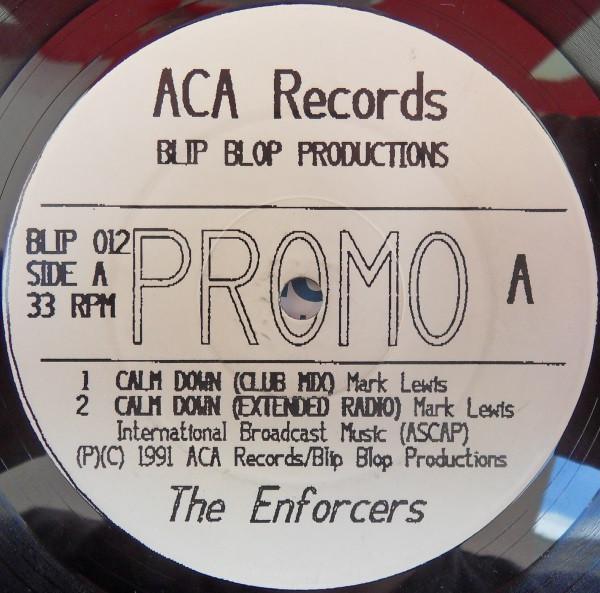 ACA Records
BLIP BLOP PRODUCTIONS
BLIP 012
SIDE A
33 RPM
PROMO
A
1 CALM DOWN (CLUB MIX) Mark Lewis
2 CALM DOWN (EXTENDED RADIO) Mark Lewis
International Broadcast Music (ASCAP)
(P)(C) 1991 ACA Records/Blip Blop Productions
The Enforcers